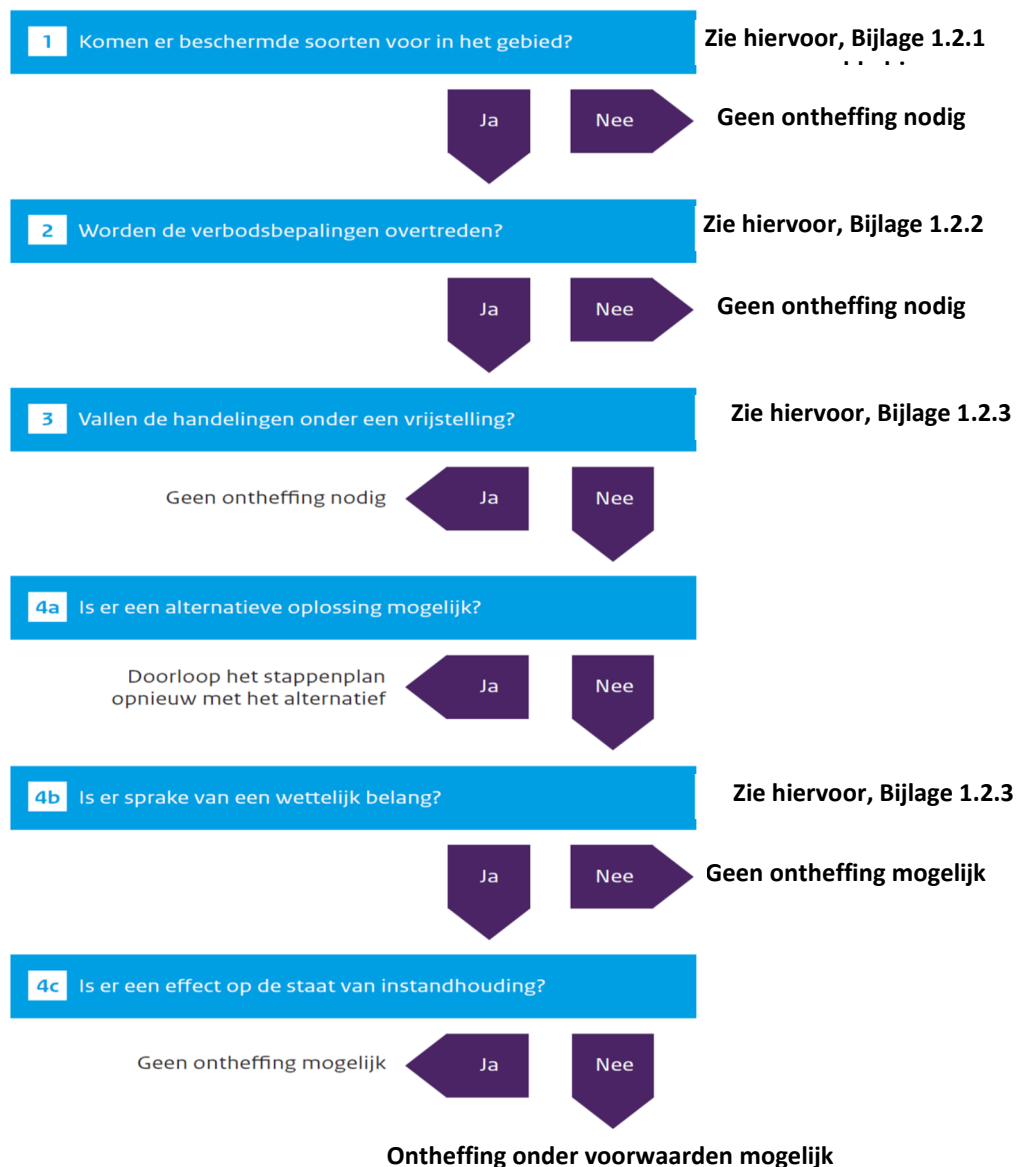 1 Komen er beschermde soorten voor in het gebied? Zie hiervoor, Bijlage 1.2.1
Ja Nee Geen ontheffing nodig
2 Worden de verbodsbepalingen overtreden? Zie hiervoor, Bijlage 1.2.2
Ja Nee Geen ontheffing nodig
3 Vallen de handelingen onder een vrijstelling? Zie hiervoor, Bijlage 1.2.3
Geen ontheffing nodig Ja Nee
4a Is er een alternatieve oplossing mogelijk?
Doorloop het stappenplan
opnieuw met het alternatief Ja Nee
4b Is er sprake van een wettelijk belang? Zie hiervoor, Bijlage 1.2.3
Ja Nee Geen ontheffing mogelijk
4c Is er een effect op de staat van instandhouding?
Geen ontheffing mogelijk Ja Nee
Ontheffing onder voorwaarden mogelijk